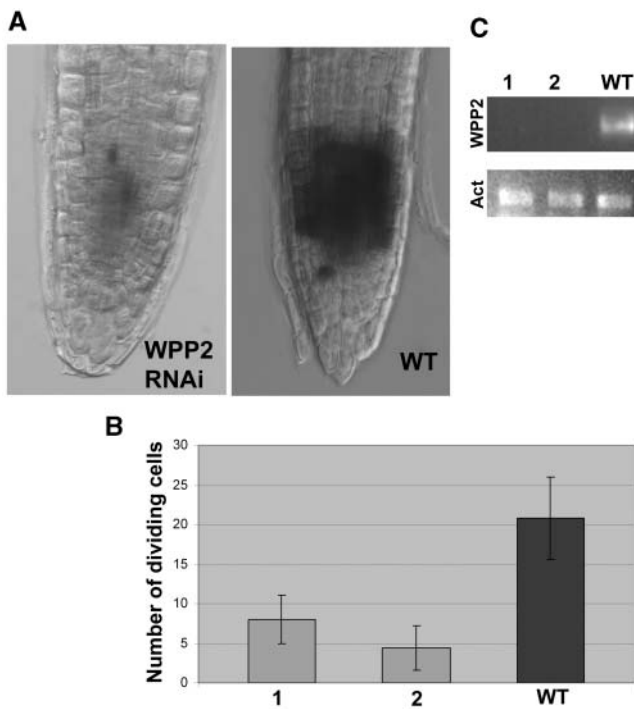 A
C
WPP2
RNAi
WT
1 2 WT
WPP2
Act
B
Number of dividing cells
30
25
20
15
10
5
0
1 2 WT